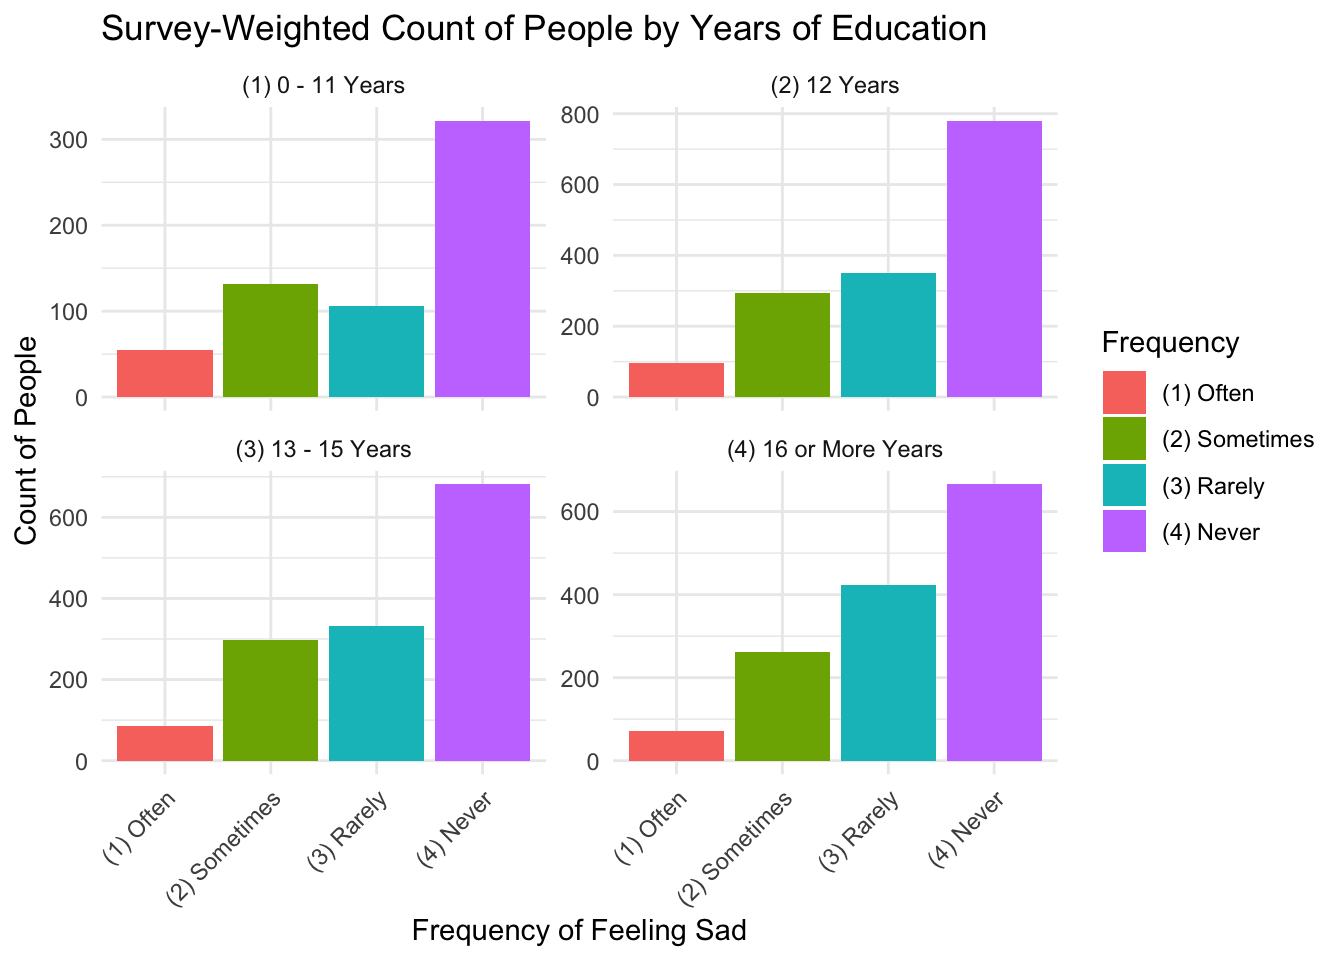 Survey-Weighted Count of People by Years of Education
(1) 0 - 11 Years
(2) 12 Years
300
200
100
0
800
600
400
200
0
(3) 13 - 15 Years
(4) 16 or More Years
600
400
200
0
600
400
200
0
(1) Often
(2) Sometimes
(3) Rarely
(4) Never
(1) Often
(2) Sometimes
(3) Rarely
(4) Never
Count of People
Frequency of Feeling Sad
Frequency
(1) Often
(2) Sometimes
(3) Rarely
(4) Never